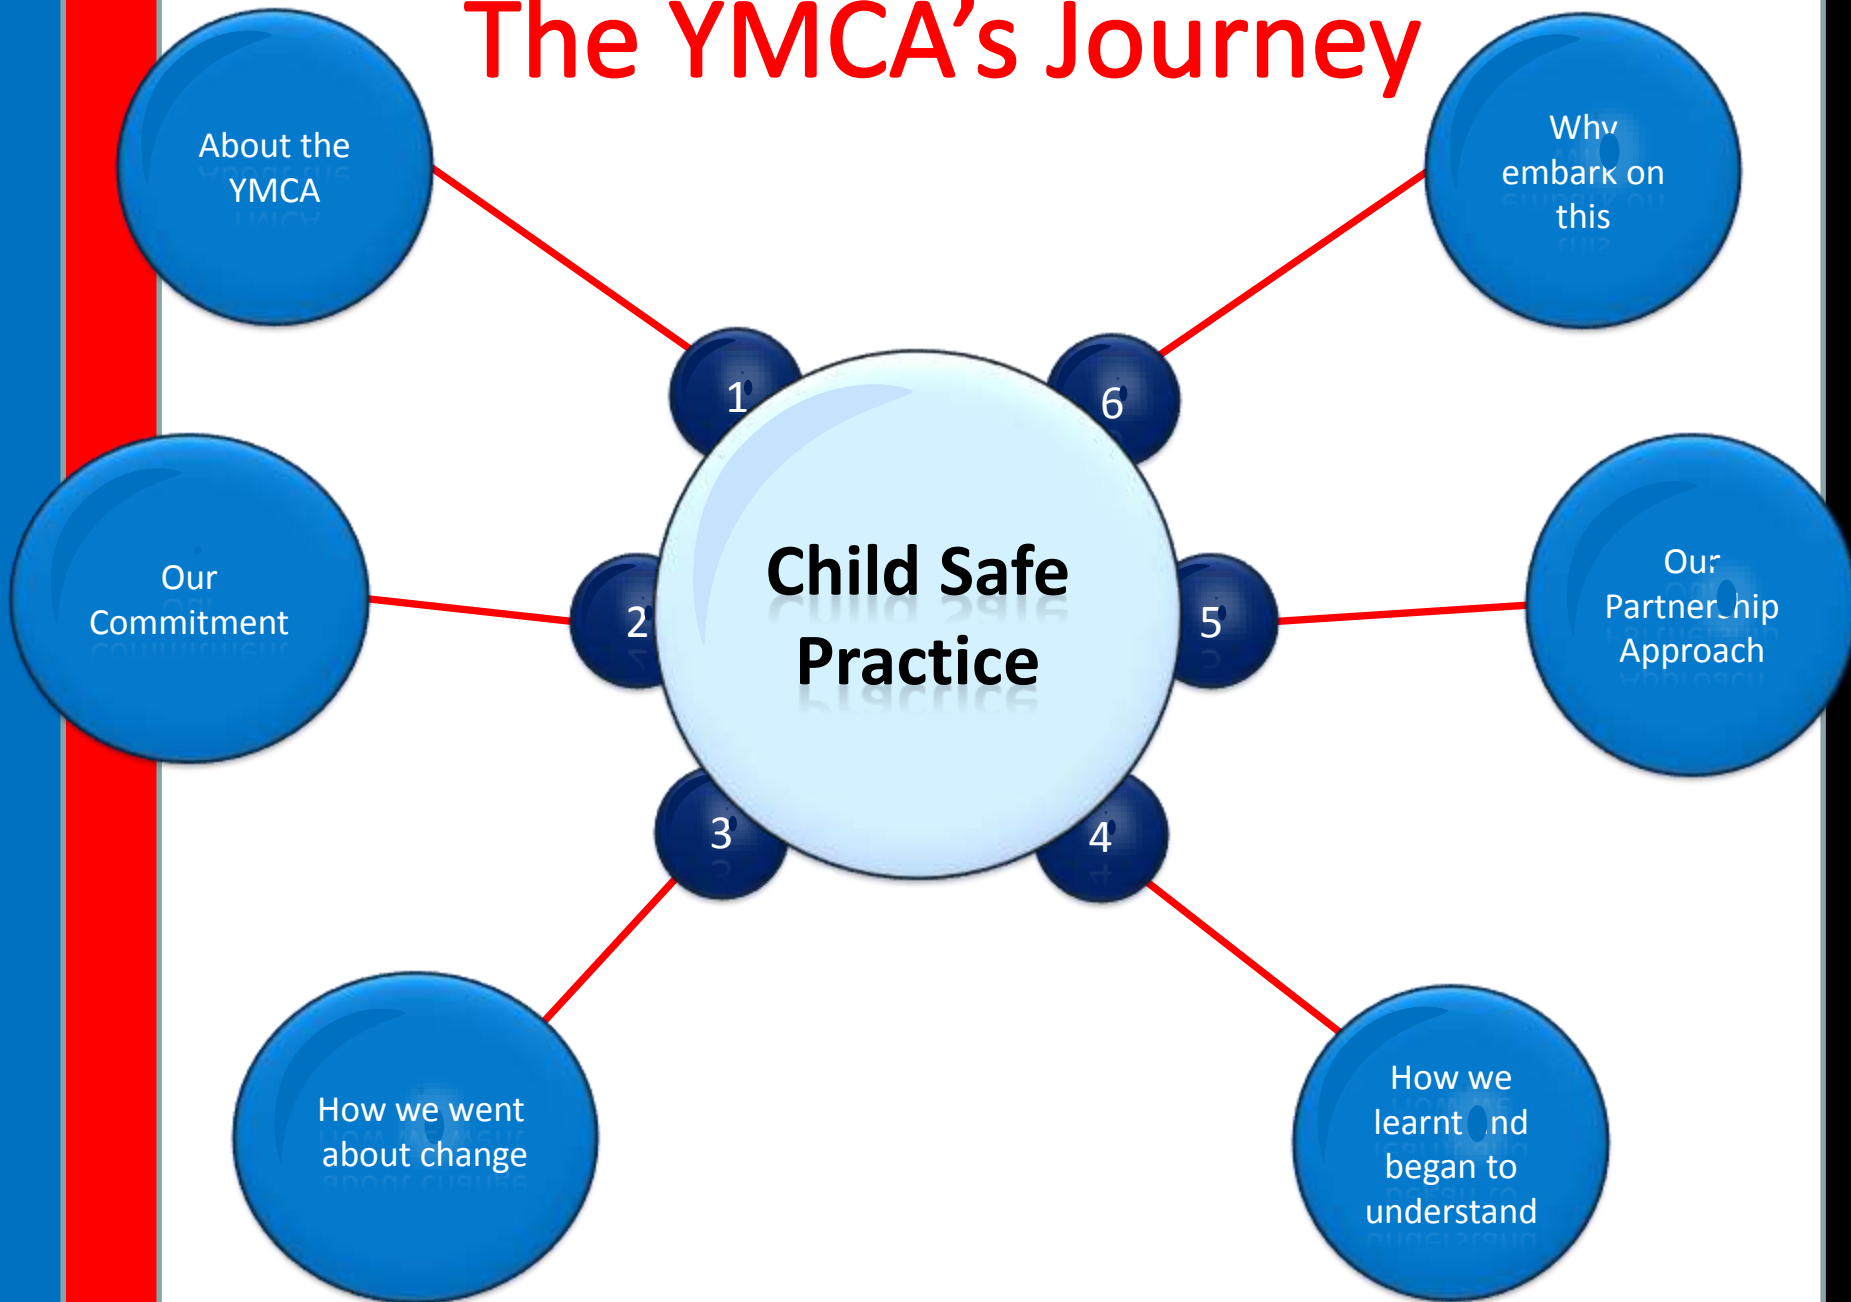 The YMCA's Journey
About the
YMCA
Why
embark on
this
1
6
Child Safe
Practice
Our
Commitment
2
5
Our
Partnership
Approach
3
4
How we went
about change
How we
learnt and
began to
understand